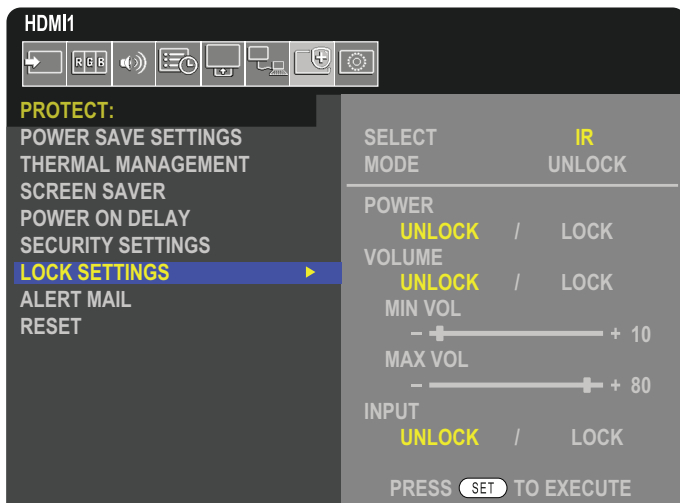 HDMI1
R G B
PROTECT:
POWER SAVE SETTINGS
THERMAL MANAGEMENT
SCREEN SAVER
POWER ON DELAY
SECURITY SETTINGS
LOCK SETTINGS
ALERT MAIL
RESET
SELECT IR
MODE UNLOCK
POWER
UNLOCK / LOCK
VOLUME
UNLOCK / LOCK
MIN VOL
– + 10
MAX VOL
– + 80
INPUT
UNLOCK / LOCK
PRESS SET TO EXECUTE